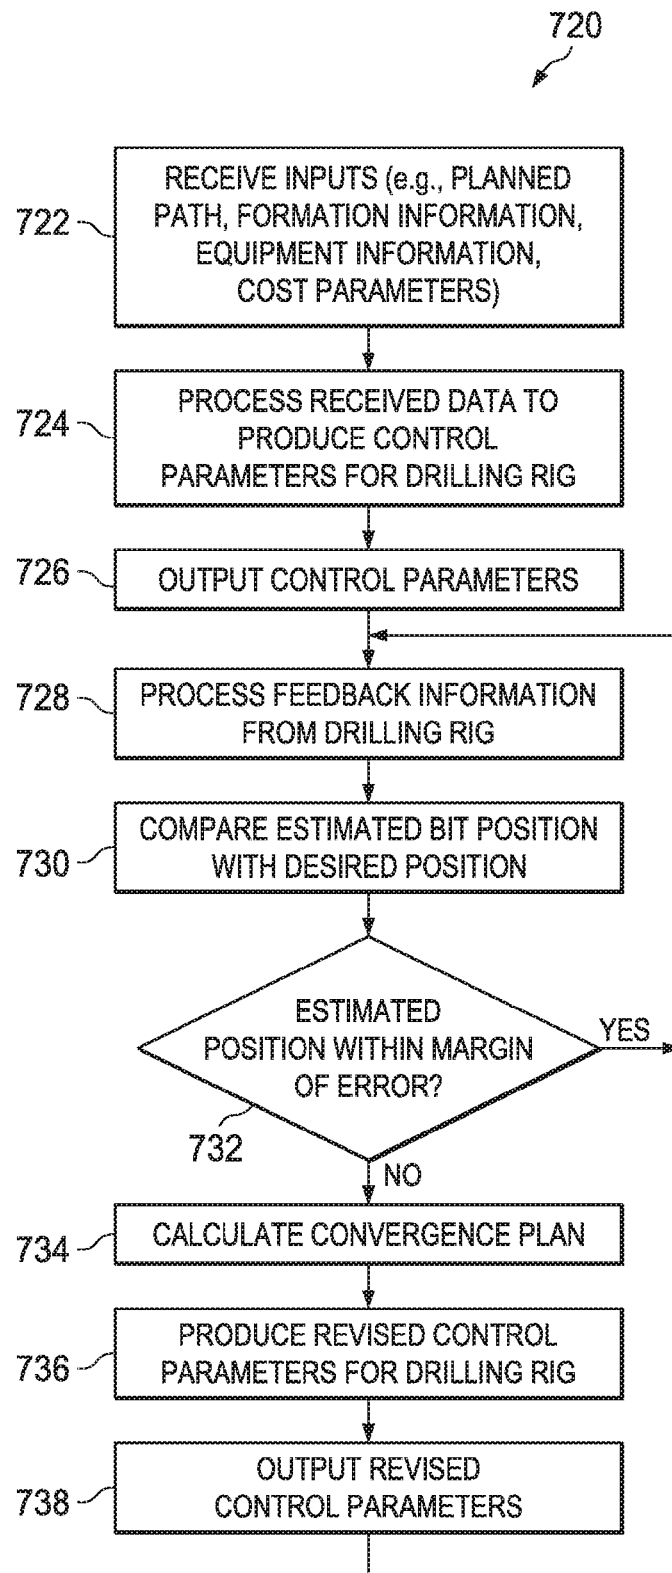 720
722
RECEIVE INPUTS (e.g., PLANNED
PATH, FORMATION INFORMATION,
EQUIPMENT INFORMATION,
COST PARAMETERS)
724
PROCESS RECEIVED DATA TO
PRODUCE CONTROL
PARAMETERS FOR DRILLING RIG
726
OUTPUT CONTROL PARAMETERS
728
PROCESS FEEDBACK INFORMATION
FROM DRILLING RIG
730
COMPARE ESTIMATED BIT POSITION
WITH DESIRED POSITION
ESTIMATED
POSITION WITHIN MARGIN
OF ERROR?
YES
732
NO
734
CALCULATE CONVERGENCE PLAN
736
PRODUCE REVISED CONTROL
PARAMETERS FOR DRILLING RIG
738
OUTPUT REVISED
CONTROL PARAMETERS